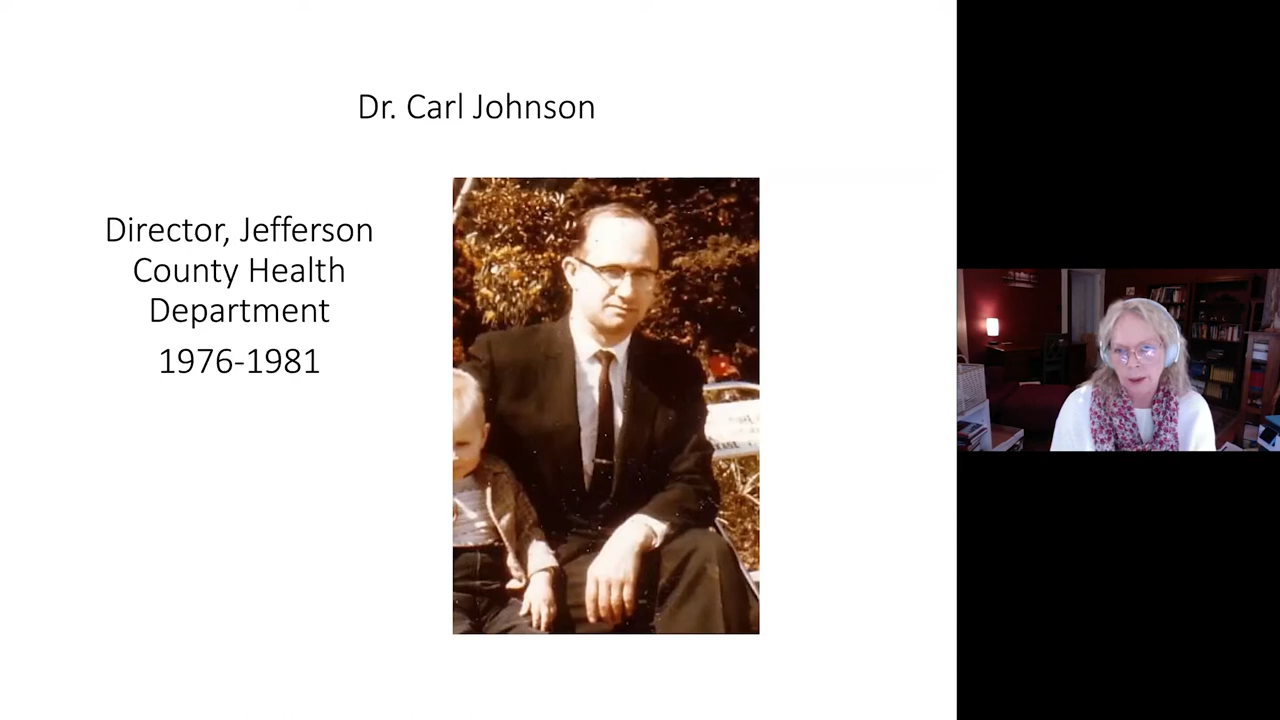 Dr. Carl Johnson
Director, Jefferson
County Health
Department
1976-1981